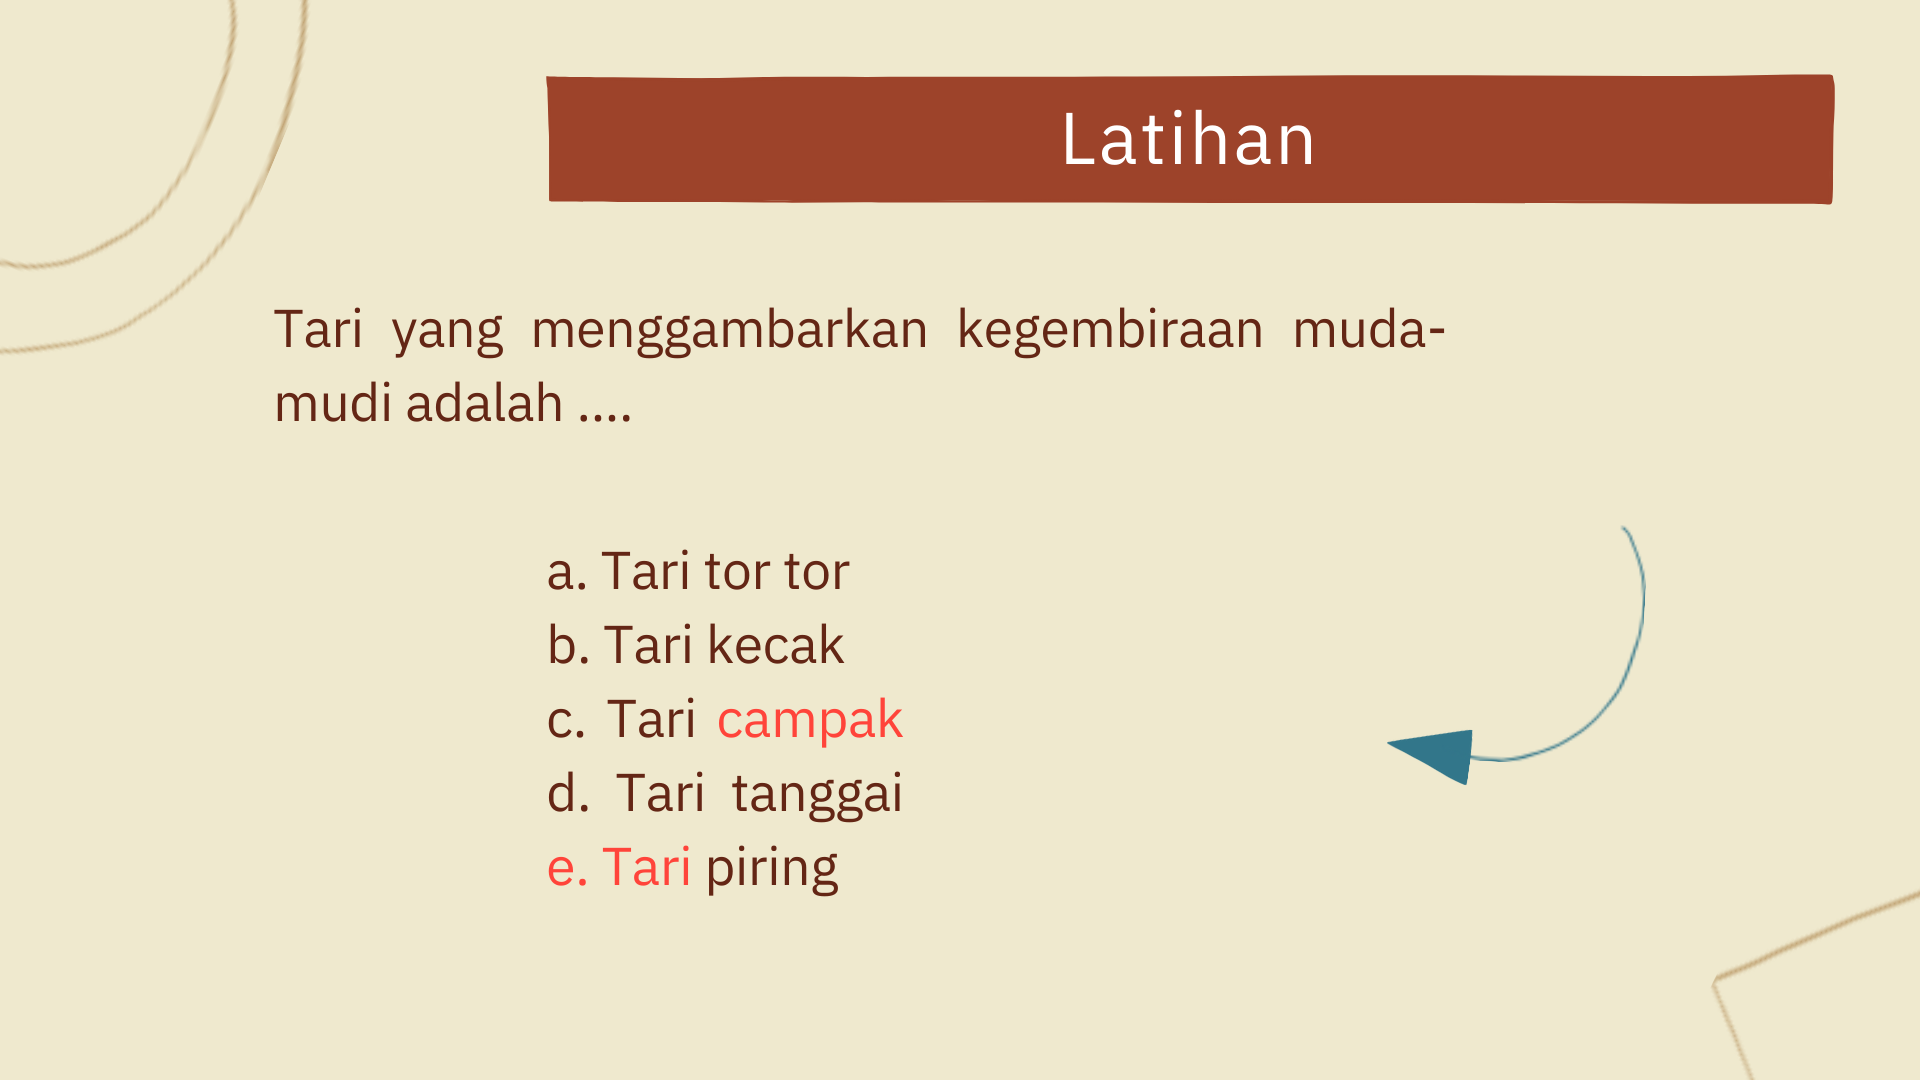 Latihan
Tari yang menggambarkan kegembiraan muda-
mudi adalah ....
a. Tari tor tor
b. Tari kecak
c. Tari campak
d. Tari tanggai
e. Tari piring